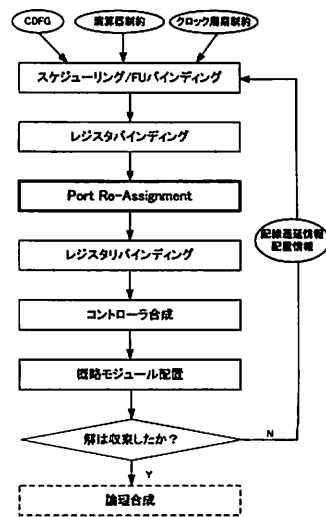 CDFG
演算器制約
クロック周期制約
スケジューリング/FUバインディング
レジスタバインディング
Port Re-Assignment
配線遅延情報
配置情報
レジスタリバインディング
コントローラ合成
概略モジュール配置
解は収束したか？
N
Y
論理合成